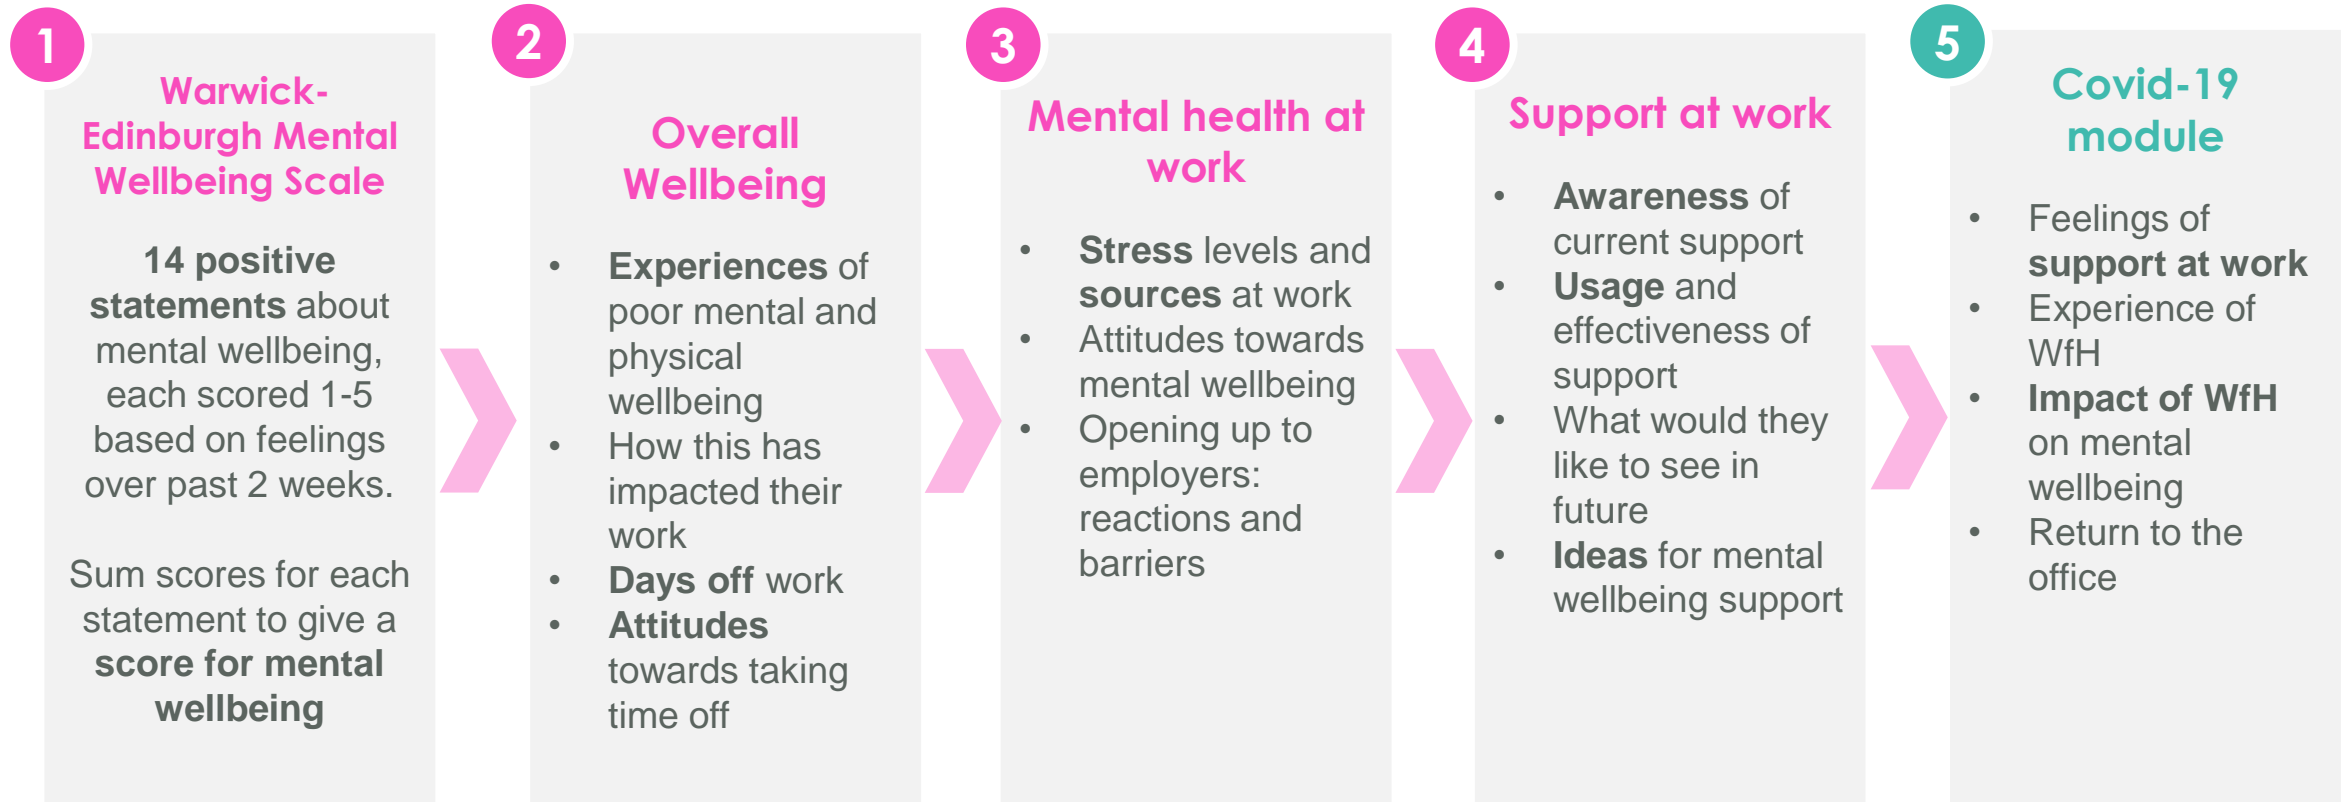 1
Warwick-
Edinburgh Mental
Wellbeing Scale
14 positive
statements about
mental wellbeing,
each scored 1-5
based on feelings
over past 2 weeks.
Sum scores for each
statement to give a
score for mental
wellbeing
2
Overall
Wellbeing
• Experiences of
poor mental and
physical
wellbeing
• How this has
impacted their
work
• Days off work
• Attitudes
towards taking
time off
3
Mental health at
work
• Stress levels and
sources at work
• Attitudes towards
mental wellbeing
• Opening up to
employers:
reactions and
barriers
4
Support at work
• Awareness of
current support
• Usage and
effectiveness of
support
• What would they
like to see in
future
• Ideas for mental
wellbeing support
5
Covid-19
module
• Feelings of
support at work
• Experience of
WfH
• Impact of WfH
on mental
wellbeing
• Return to the
office